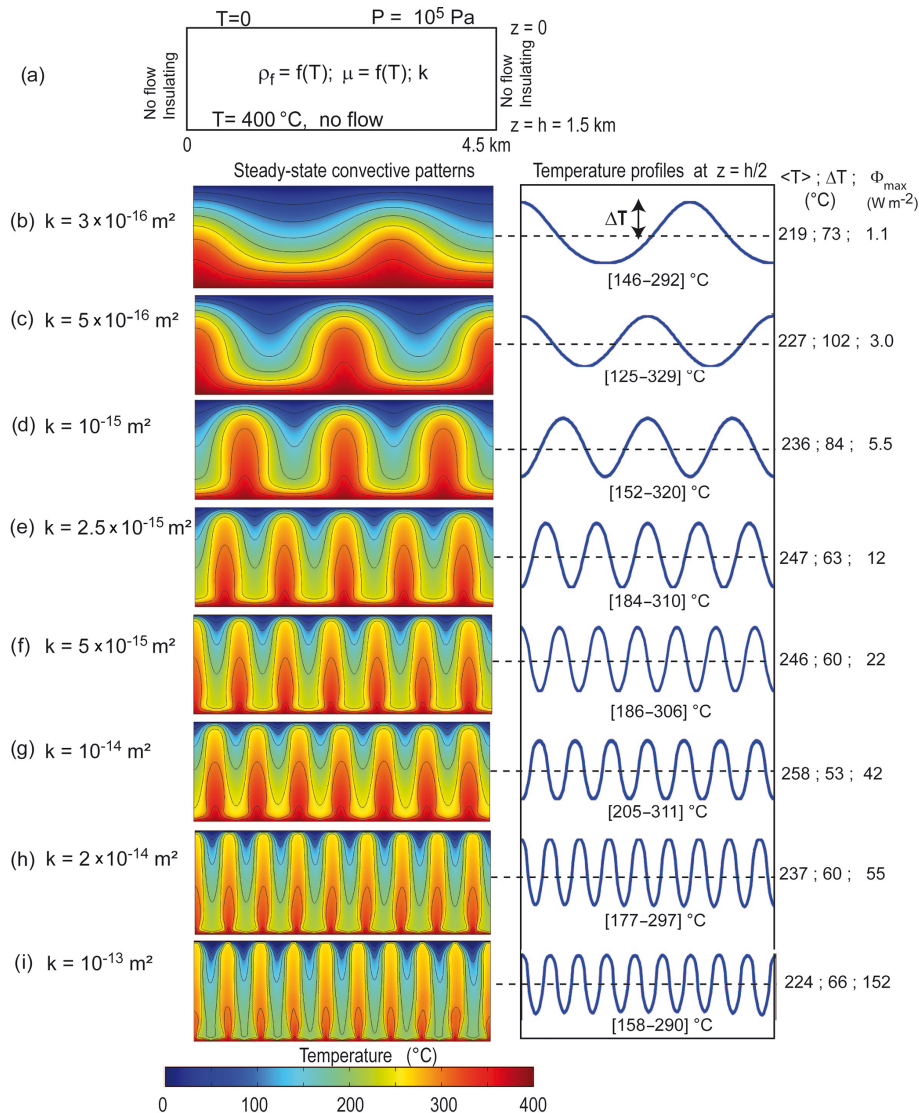 T=0
P = 10⁵ Pa
z = 0
(a)
No flow
Insulating
ρf = f(T); μ = f(T); k
No flow
Insulating
T= 400 °C, no flow
z = h = 1.5 km
0
4.5 km
Steady-state convective patterns
Temperature profiles at z = h/2
<T> ; ΔT ; Φmax
(°C) (W m-2)
(b) k = 3 x 10⁻¹⁶ m²
ΔT
219 ; 73 ; 1.1
[146–292] °C
(c) k = 5 x 10⁻¹⁶ m²
227 ; 102 ; 3.0
[125–329] °C
(d) k = 10⁻¹⁵ m²
236 ; 84 ; 5.5
[152–320] °C
(e) k = 2.5 x 10⁻¹⁵ m²
247 ; 63 ; 12
[184–310] °C
(f) k = 5 x 10⁻¹⁵ m²
246 ; 60 ; 22
[186–306] °C
(g) k = 10⁻¹⁴ m²
258 ; 53 ; 42
[205–311] °C
(h) k = 2 x 10⁻¹⁴ m²
237 ; 60 ; 55
[177–297] °C
(i) k = 10⁻¹³ m²
224 ; 66 ; 152
[158–290] °C
Temperature (°C)
0 100 200 300 400